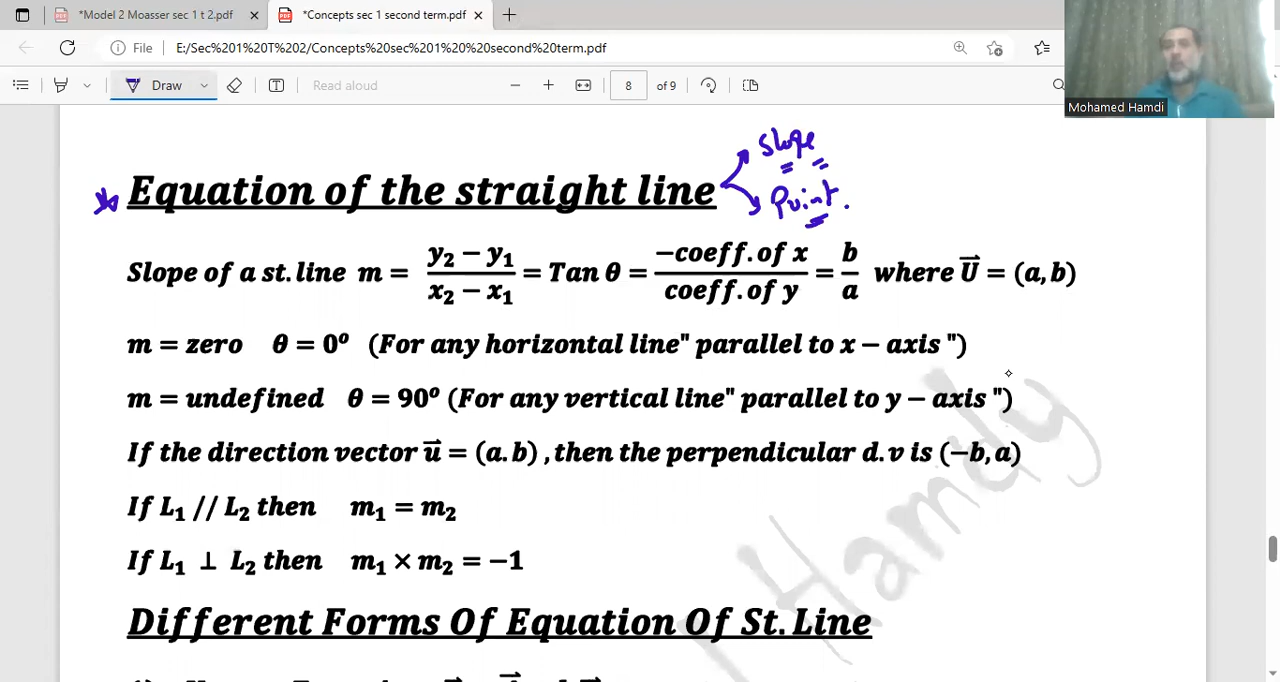 *Model 2 Moasser sec 1 t 2.pdf
*Concepts sec 1 second term.pdf
File
E:/Sec%201%20T%202/Concepts%20sec%201%20%20second%20term.pdf
Draw
Read aloud
8 of 9
Mohamed Hamdi
Slope
Equation of the straight line
Point.
Slope of a st.line m = (y₂ − y₁)/(x₂ − x₁) = Tan θ = (−coeff.of x)/(coeff.of y) = b/a where U⃗ = (a,b)
m = zero θ = 0° (For any horizontal line" parallel to x − axis ")
m = undefined θ = 90° (For any vertical line" parallel to y − axis ")
If the direction vector u⃗ = (a.b) ,then the perpendicular d.v is (−b,a)
If L₁ // L₂ then m₁ = m₂
If L₁ ⊥ L₂ then m₁ × m₂ = −1
Hamdy
Different Forms Of Equation Of St.Line